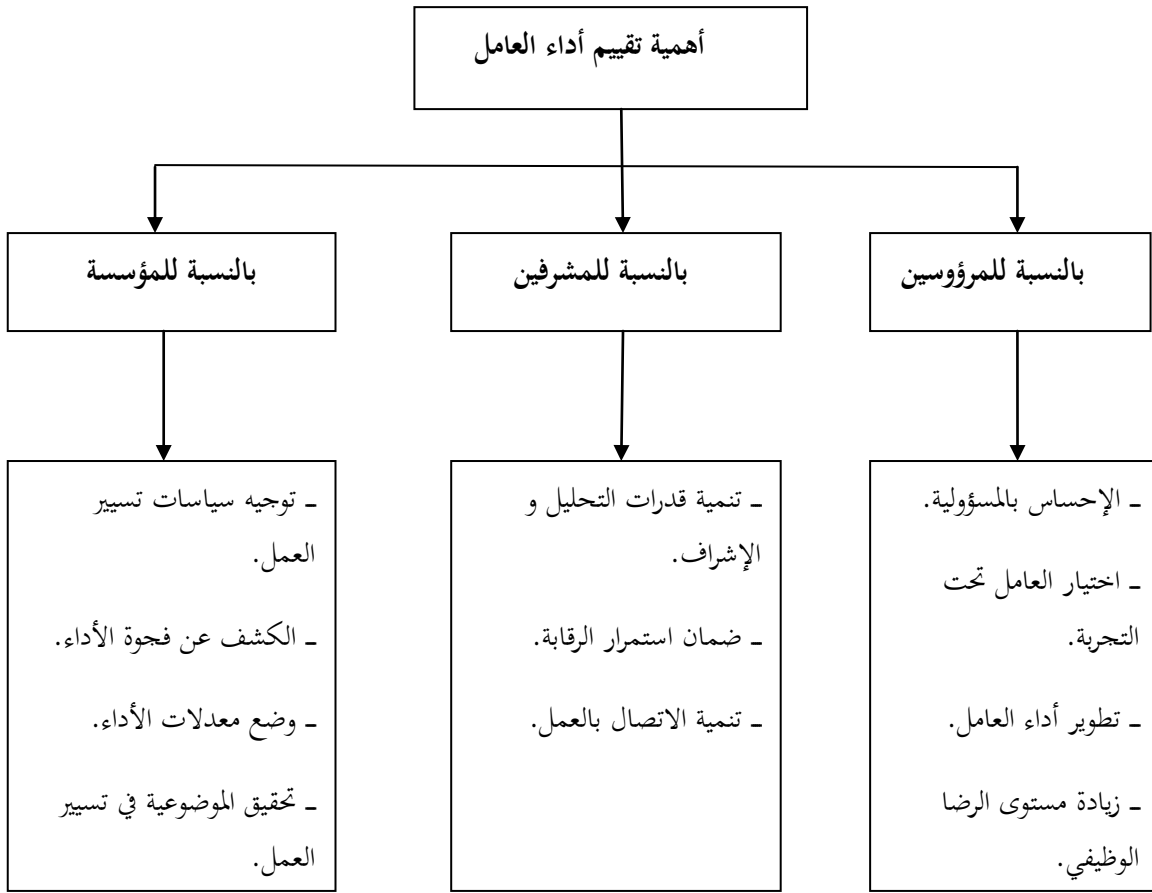 أهمية تقييم أداء العامل
بالنسبة للمرؤوسين
بالنسبة للمشرفين
بالنسبة للمؤسسة
ـ الإحساس بالمسؤولية.
ـ اختيار العامل تحت
التجربة.
ـ تطوير أداء العامل.
ـ زيادة مستوى الرضا
الوظيفي.
ـ تنمية قدرات التحليل و
الإشراف.
ـ ضمان استمرار الرقابة.
ـ تنمية الاتصال بالعمل.
ـ توجيه سياسات تسيير
العمل.
ـ الكشف عن فجوة الأداء.
ـ وضع معدلات الأداء.
ـ تحقيق الموضوعية في تسيير
العمل.